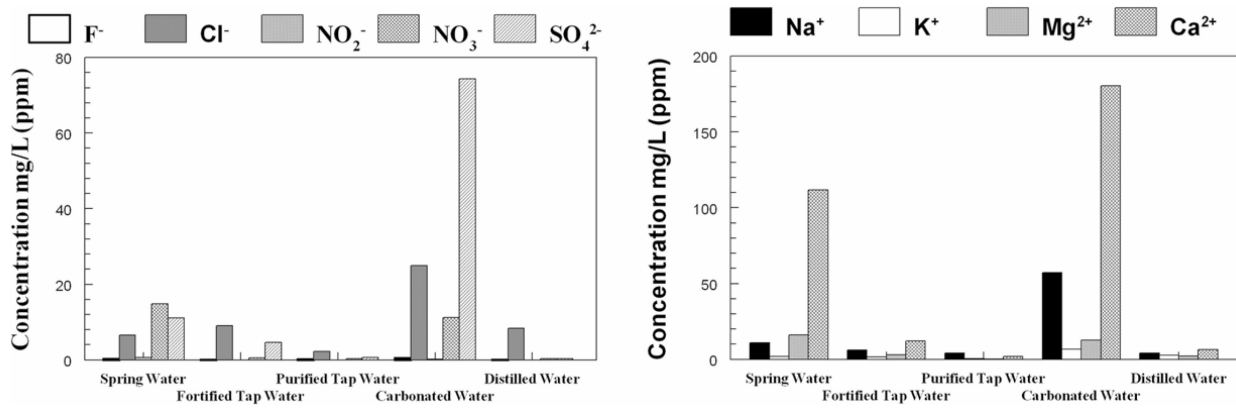 F⁻ Cl⁻ NO₂⁻ NO₃⁻ SO₄²⁻
Concentration mg/L (ppm)
80
60
40
20
0
Spring Water Purified Tap Water Distilled Water
Fortified Tap Water Carbonated Water
Na⁺ K⁺ Mg²⁺ Ca²⁺
Concentration mg/L (ppm)
200
150
100
50
0
Spring Water Purified Tap Water Distilled Water
Fortified Tap Water Carbonated Water